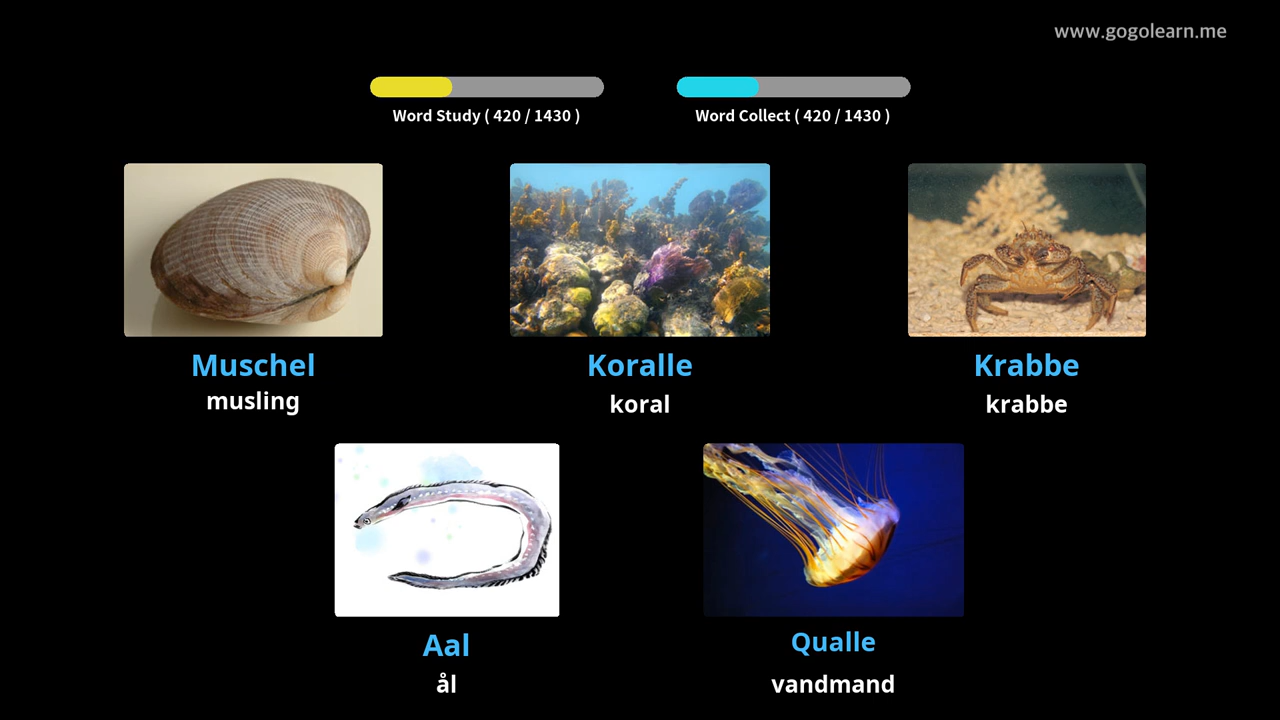 www.gogolearn.me
Word Study ( 420 / 1430 )
Word Collect ( 420 / 1430 )
Muschel
musling
Koralle
koral
Krabbe
krabbe
Aal
ål
Qualle
vandmand